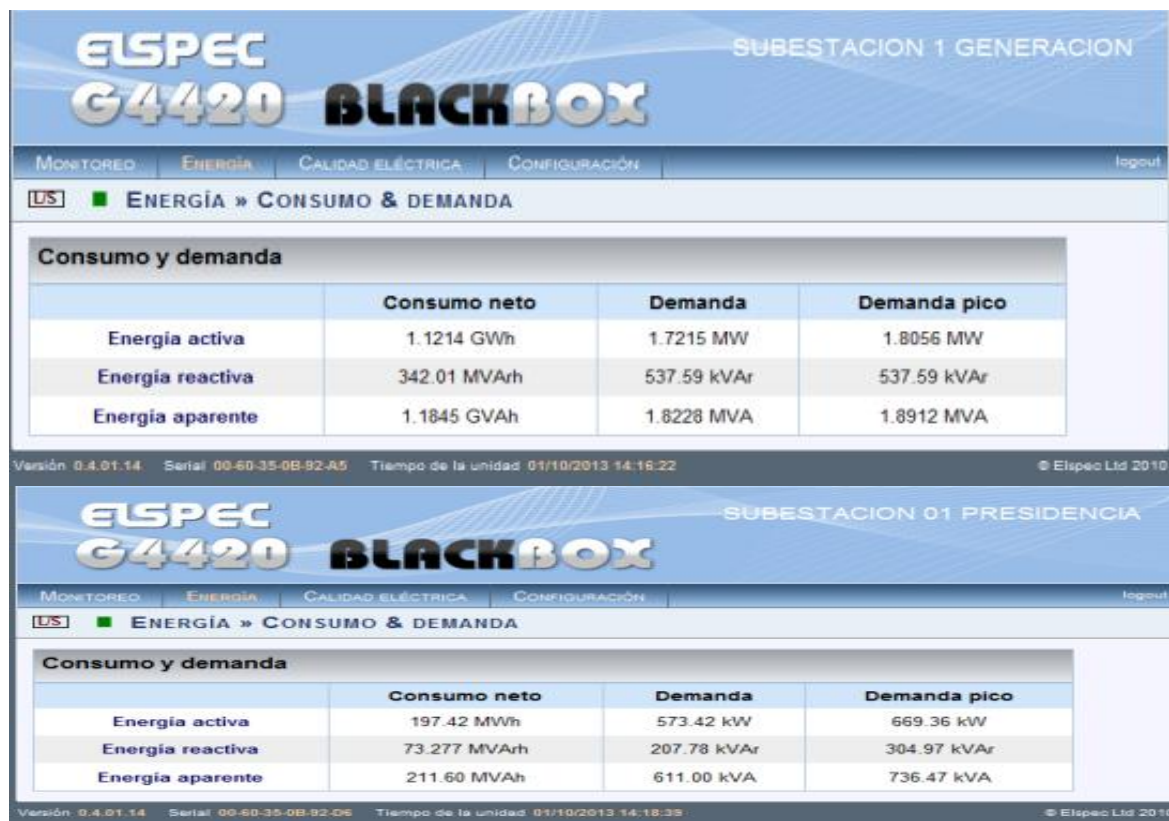 ELSPEC
SUBESTACION 1 GENERACION
G4420 BLACKBOX
MONITOREO ENERGÍA CALIDAD ELÉCTRICA CONFIGURACIÓN logout
US ENERGÍA » CONSUMO & DEMANDA
Consumo y demanda
Consumo neto Demanda Demanda pico
Energía activa 1.1214 GWh 1.7215 MW 1.8056 MW
Energía reactiva 342.01 MVArh 537.59 kVAr 537.59 kVAr
Energía aparente 1.1845 GVAh 1.8228 MVA 1.8912 MVA
Versión 0.4.01.14 Serial 00-60-35-0B-92-A5 Tiempo de la unidad 01/10/2013 14:16:22 © Elspec Ltd 2010
ELSPEC
SUBESTACION 01 PRESIDENCIA
G4420 BLACKBOX
MONITOREO ENERGÍA CALIDAD ELÉCTRICA CONFIGURACIÓN logout
US ENERGÍA » CONSUMO & DEMANDA
Consumo y demanda
Consumo neto Demanda Demanda pico
Energía activa 197.42 MWh 573.42 kW 669.36 kW
Energía reactiva 73.277 MVArh 207.78 kVAr 304.97 kVAr
Energía aparente 211.60 MVAh 611.00 kVA 736.47 kVA
Versión 0.4.01.14 Serial 00-60-35-0B-92-D6 Tiempo de la unidad 01/10/2013 14:18:39 © Elspec Ltd 201